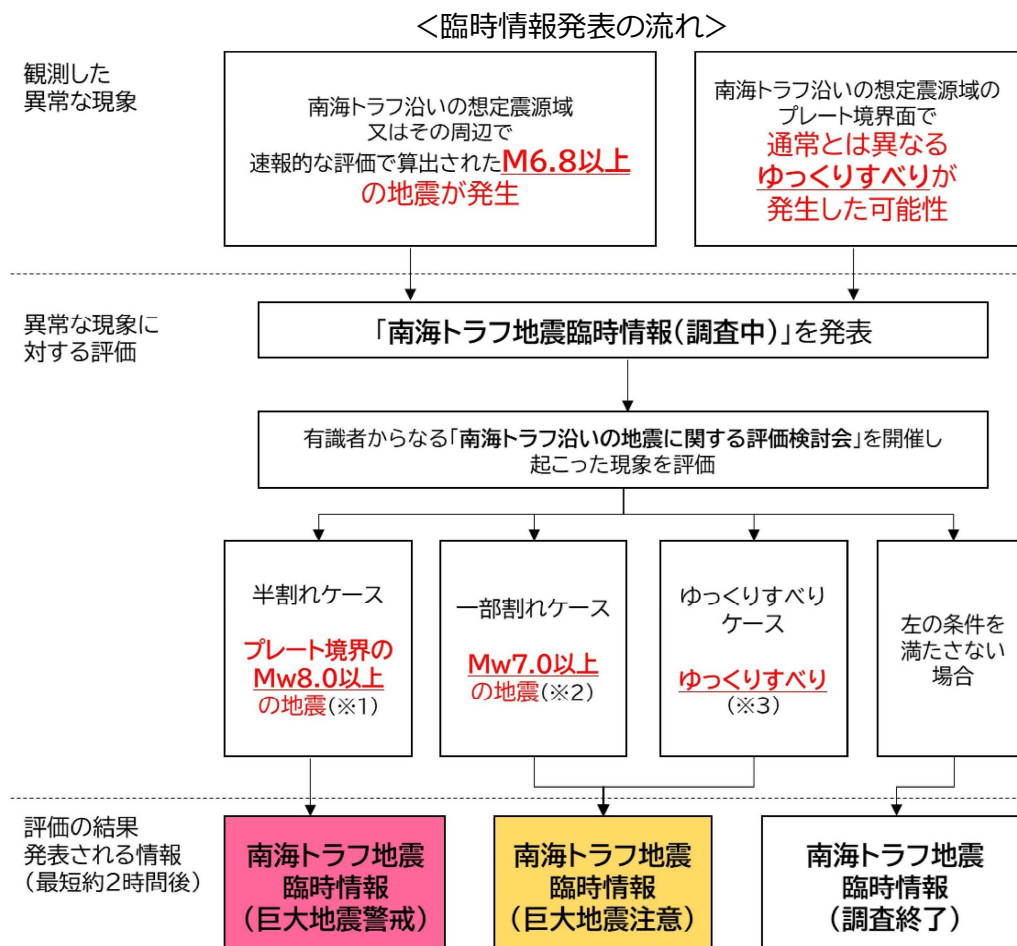 <臨時情報発表の流れ>
観測した
異常な現象
南海トラフ沿いの想定震源域
又はその周辺で
速報的な評価で算出されたM6.8以上
の地震が発生
南海トラフ沿いの想定震源域の
プレート境界面で
通常とは異なる
ゆっくりすべりが
発生した可能性
異常な現象に
対する評価
「南海トラフ地震臨時情報(調査中)」を発表
有識者からなる「南海トラフ沿いの地震に関する評価検討会」を開催し
起こった現象を評価
半割れケース
プレート境界の
Mw8.0以上
の地震(※1)
一部割れケース
Mw7.0以上
の地震(※2)
ゆっくりすべり
ケース
ゆっくりすべり
(※3)
左の条件を
満たさない
場合
評価の結果
発表される情報
(最短約2時間後)
南海トラフ地震
臨時情報
(巨大地震警戒)
南海トラフ地震
臨時情報
(巨大地震注意)
南海トラフ地震
臨時情報
(調査終了)